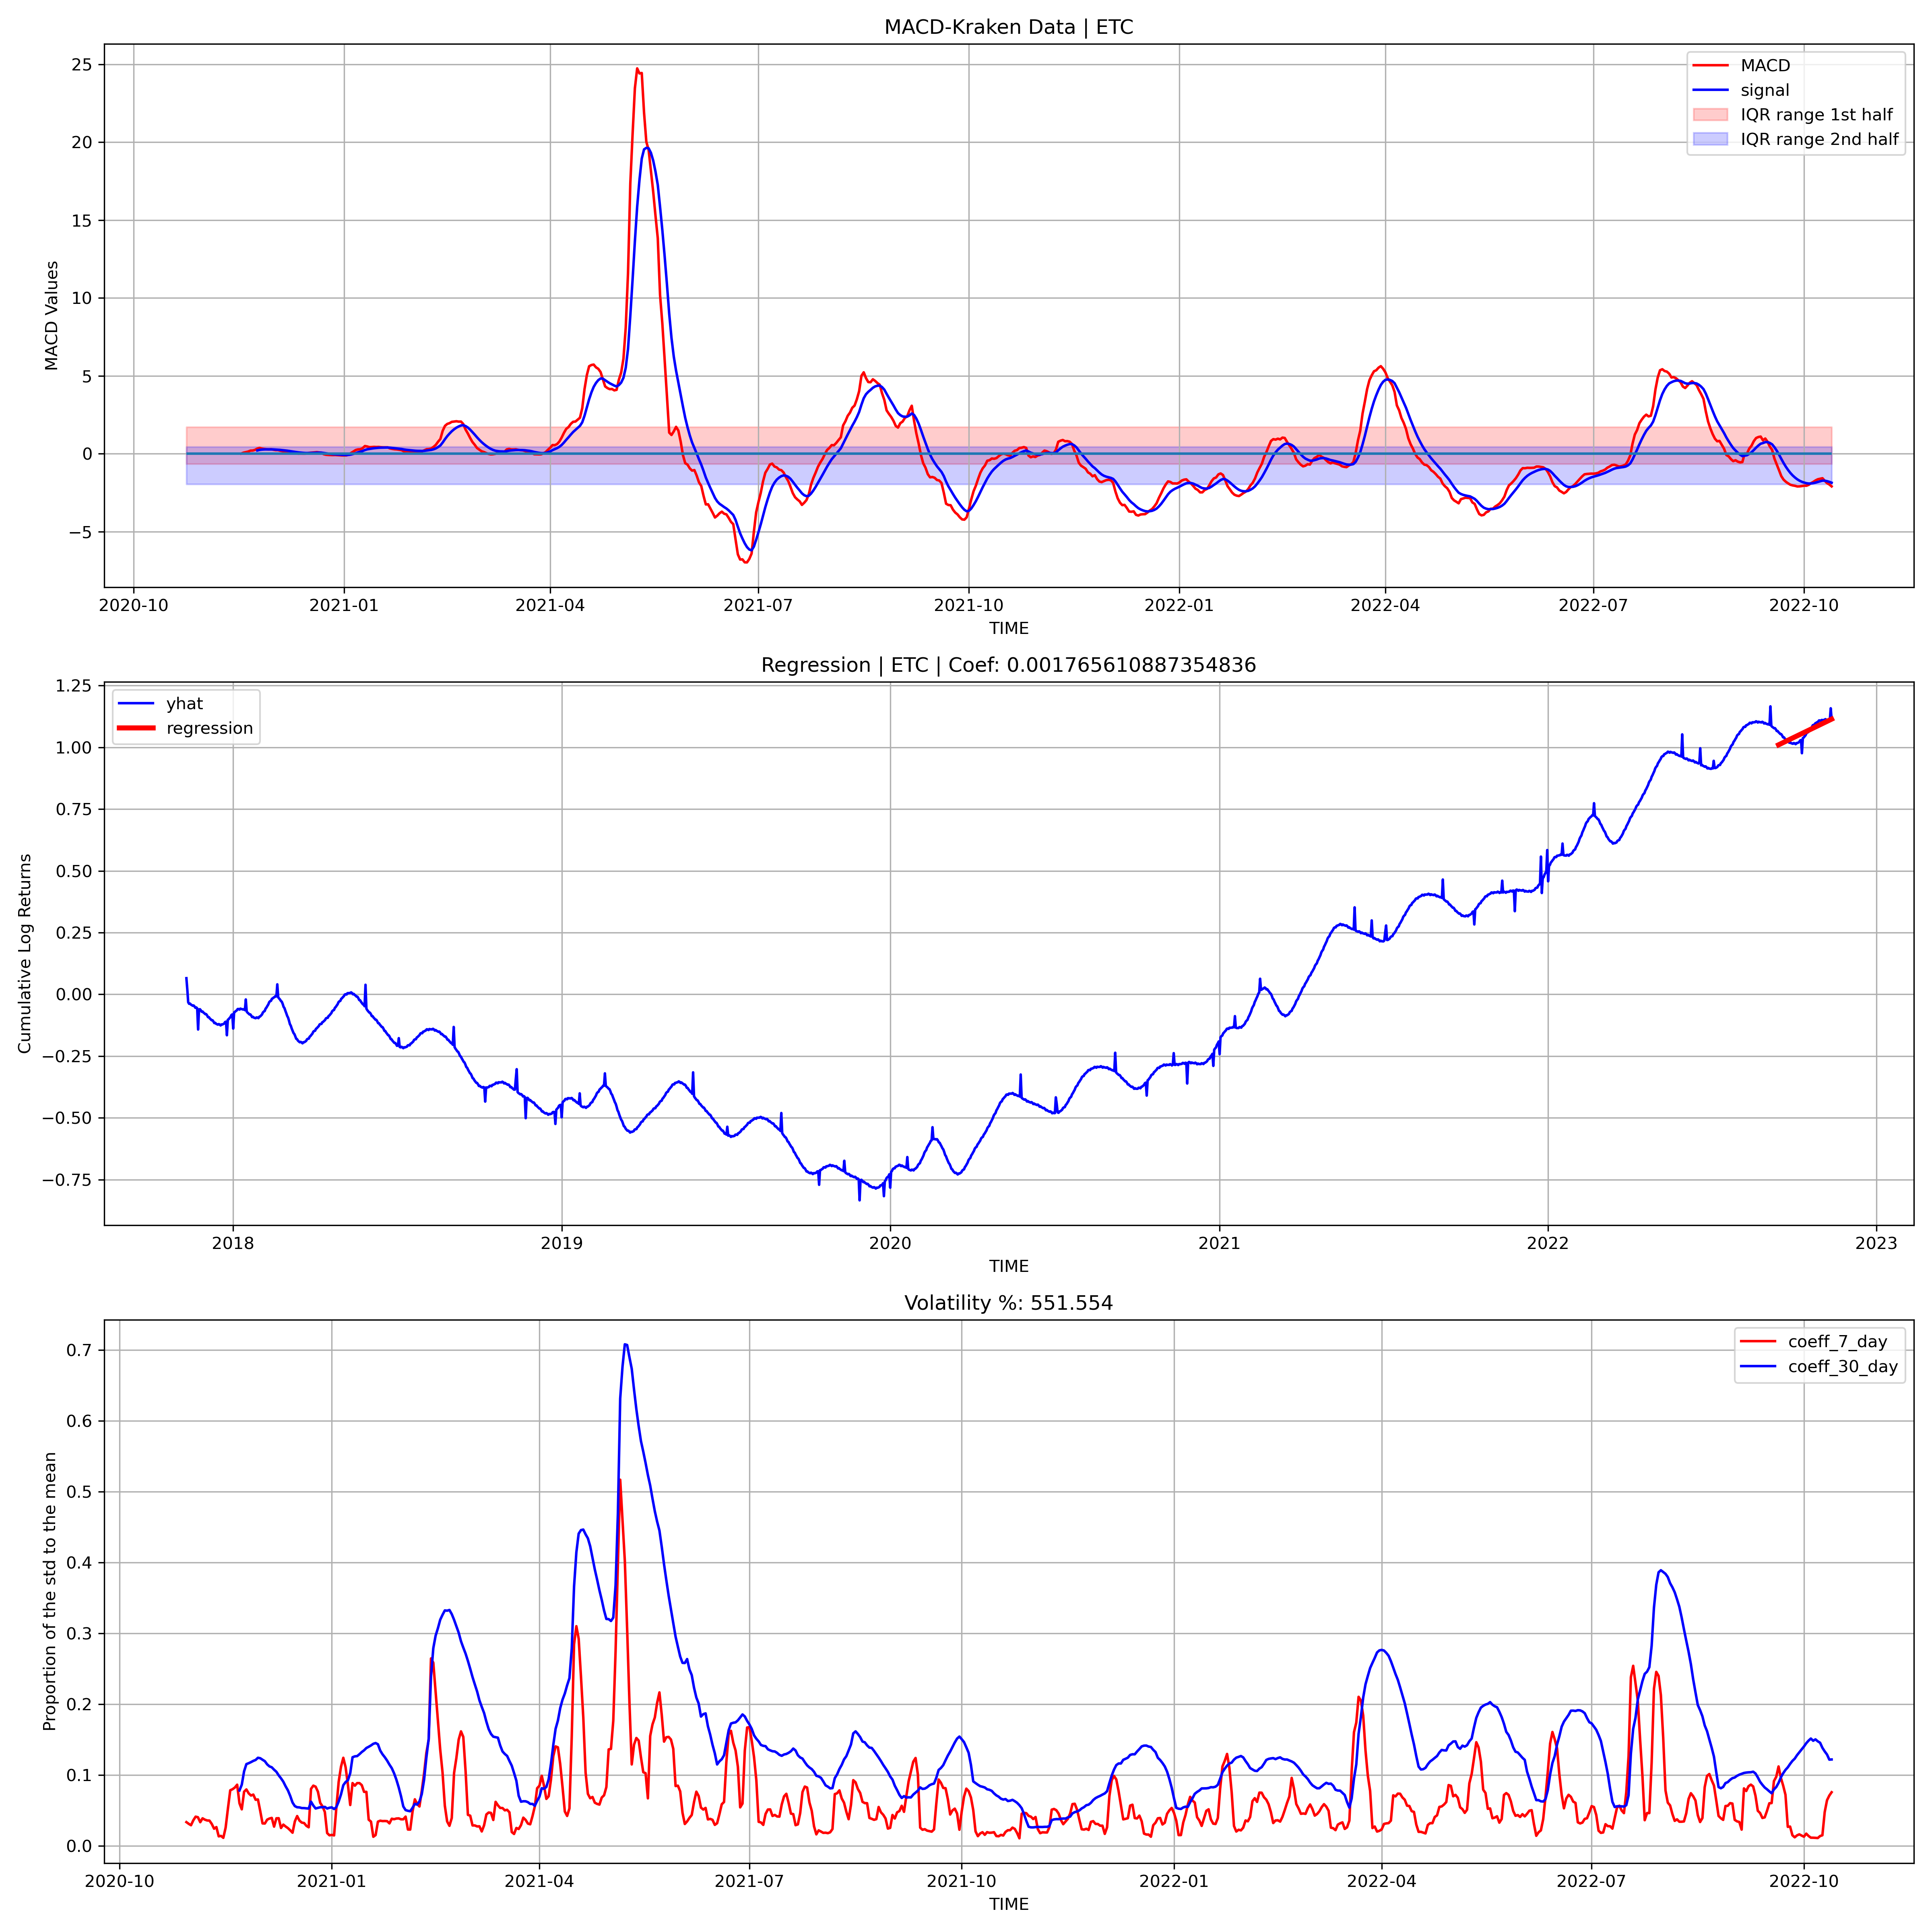 MACD-Kraken Data | ETC
MACD Values
25
20
15
10
5
0
−5
MACD
signal
IQR range 1st half
IQR range 2nd half
2020-10 2021-01 2021-04 2021-07 2021-10 2022-01 2022-04 2022-07 2022-10
TIME
Regression | ETC | Coef: 0.001765610887354836
Cumulative Log Returns
1.25
1.00
0.75
0.50
0.25
0.00
−0.25
−0.50
−0.75
yhat
regression
2018 2019 2020 2021 2022 2023
TIME
Volatility %: 551.554
Proportion of the std to the mean
0.7
0.6
0.5
0.4
0.3
0.2
0.1
0.0
coeff_7_day
coeff_30_day
2020-10 2021-01 2021-04 2021-07 2021-10 2022-01 2022-04 2022-07 2022-10
TIME